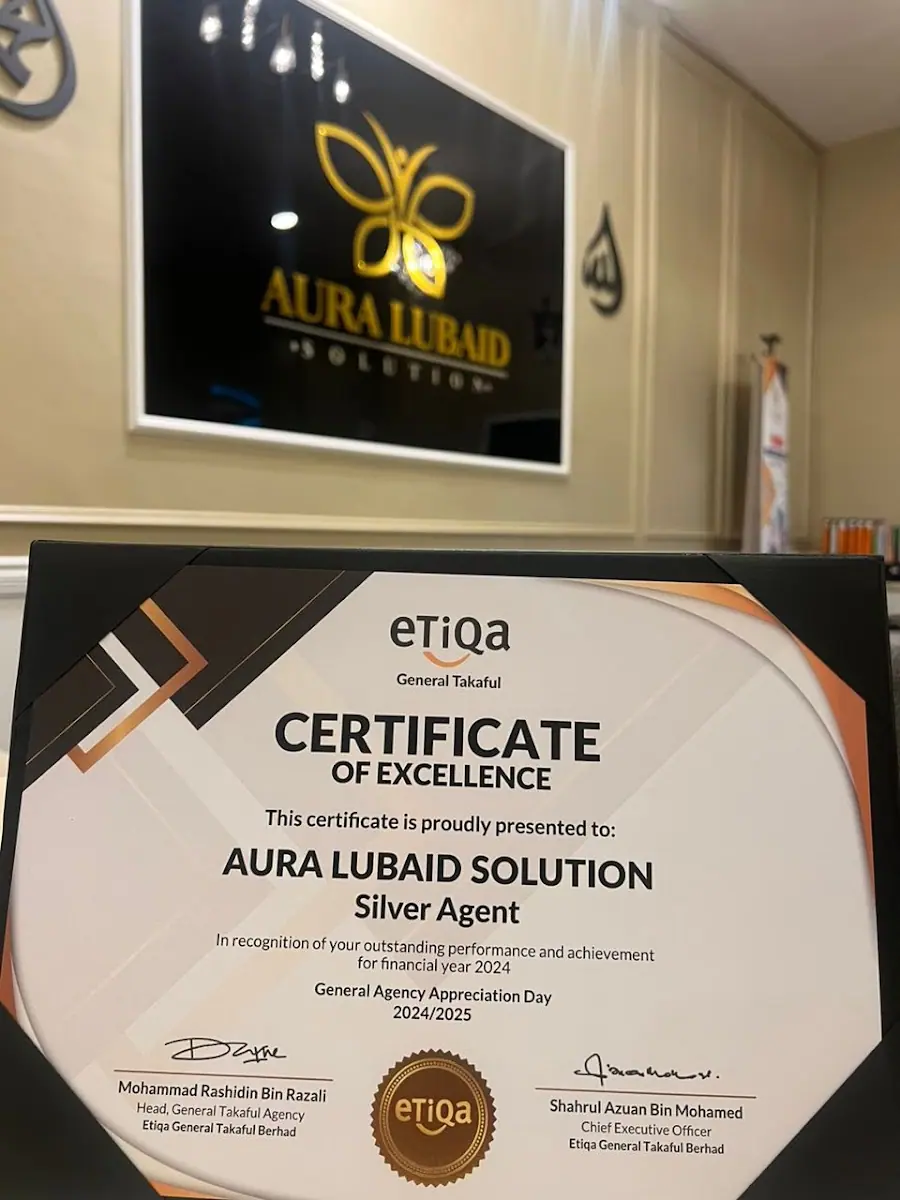 AURA LUBAID
SOLUTION
eTiQa
General Takaful
CERTIFICATE
OF EXCELLENCE
This certificate is proudly presented to:
AURA LUBAID SOLUTION
Silver Agent
In recognition of your outstanding performance and achievement
for financial year 2024
General Agency Appreciation Day
2024/2025
Mohammad Rashidin Bin Razali
Head, General Takaful Agency
Etiqa General Takaful Berhad
eTiQa
Shahrul Azuan Bin Mohamed
Chief Executive Officer
Etiqa General Takaful Berhad